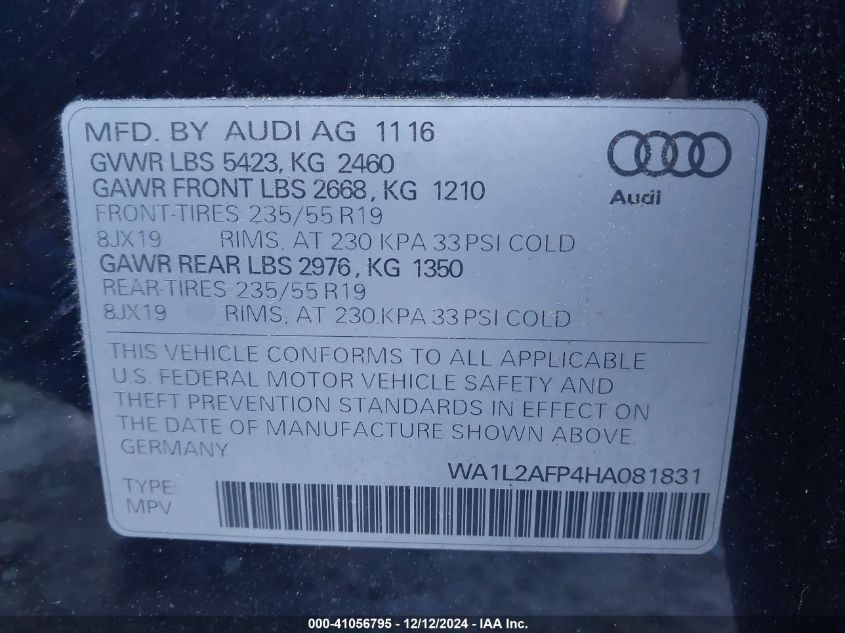 MFD. BY AUDI AG 11 16
GVWR LBS 5423, KG 2460
GAWR FRONT LBS 2668, KG 1210
FRONT-TIRES 235/55 R19
8JX19 RIMS, AT 230 KPA 33 PSI COLD
GAWR REAR LBS 2976, KG 1350
REAR-TIRES 235/55 R19
8JX19 RIMS, AT 230 KPA 33 PSI COLD
Audi
THIS VEHICLE CONFORMS TO ALL APPLICABLE
U.S. FEDERAL MOTOR VEHICLE SAFETY AND
THEFT PREVENTION STANDARDS IN EFFECT ON
THE DATE OF MANUFACTURE SHOWN ABOVE.
GERMANY
WA1L2AFP4HA081831
TYPE:
MPV
000-41056795 - 12/12/2024 - IAA Inc.